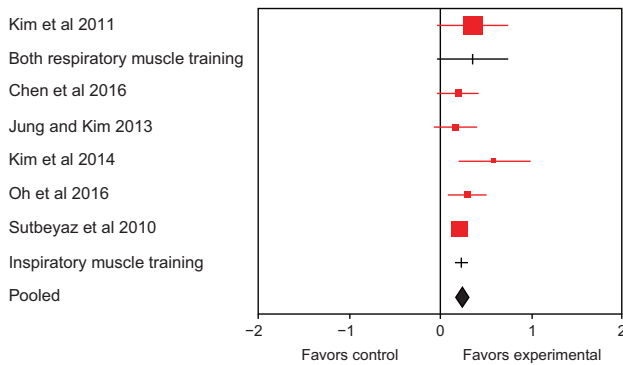 Kim et al 2011
Both respiratory muscle training
Chen et al 2016
Jung and Kim 2013
Kim et al 2014
Oh et al 2016
Sutbeyaz et al 2010
Inspiratory muscle training
Pooled
−2 −1 0 1 2
Favors control Favors experimental